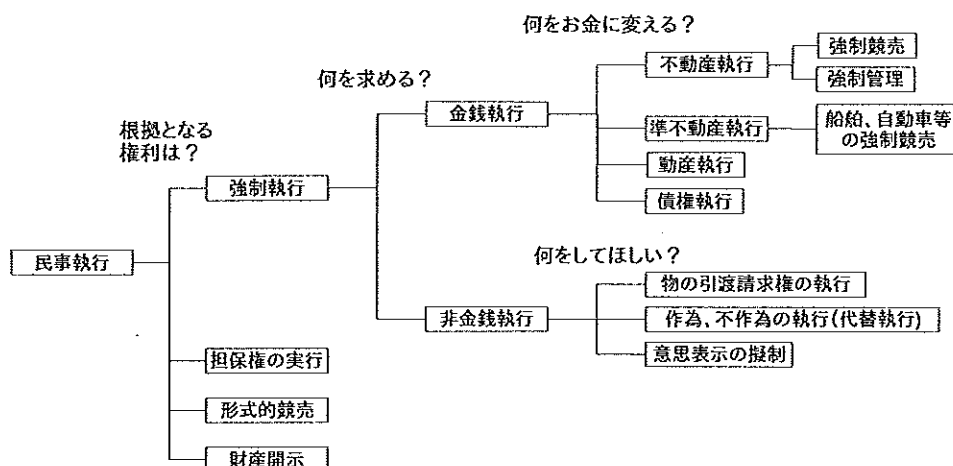 何をお金に変える？
強制競売
不動産執行
強制管理
何を求める？
金銭執行
準不動産執行
船舶、自動車等
の強制競売
根拠となる
権利は？
動産執行
強制執行
債権執行
民事執行
何をしてほしい？
物の引渡請求権の執行
非金銭執行
作為、不作為の執行(代替執行)
意思表示の擬制
担保権の実行
形式的競売
財産開示